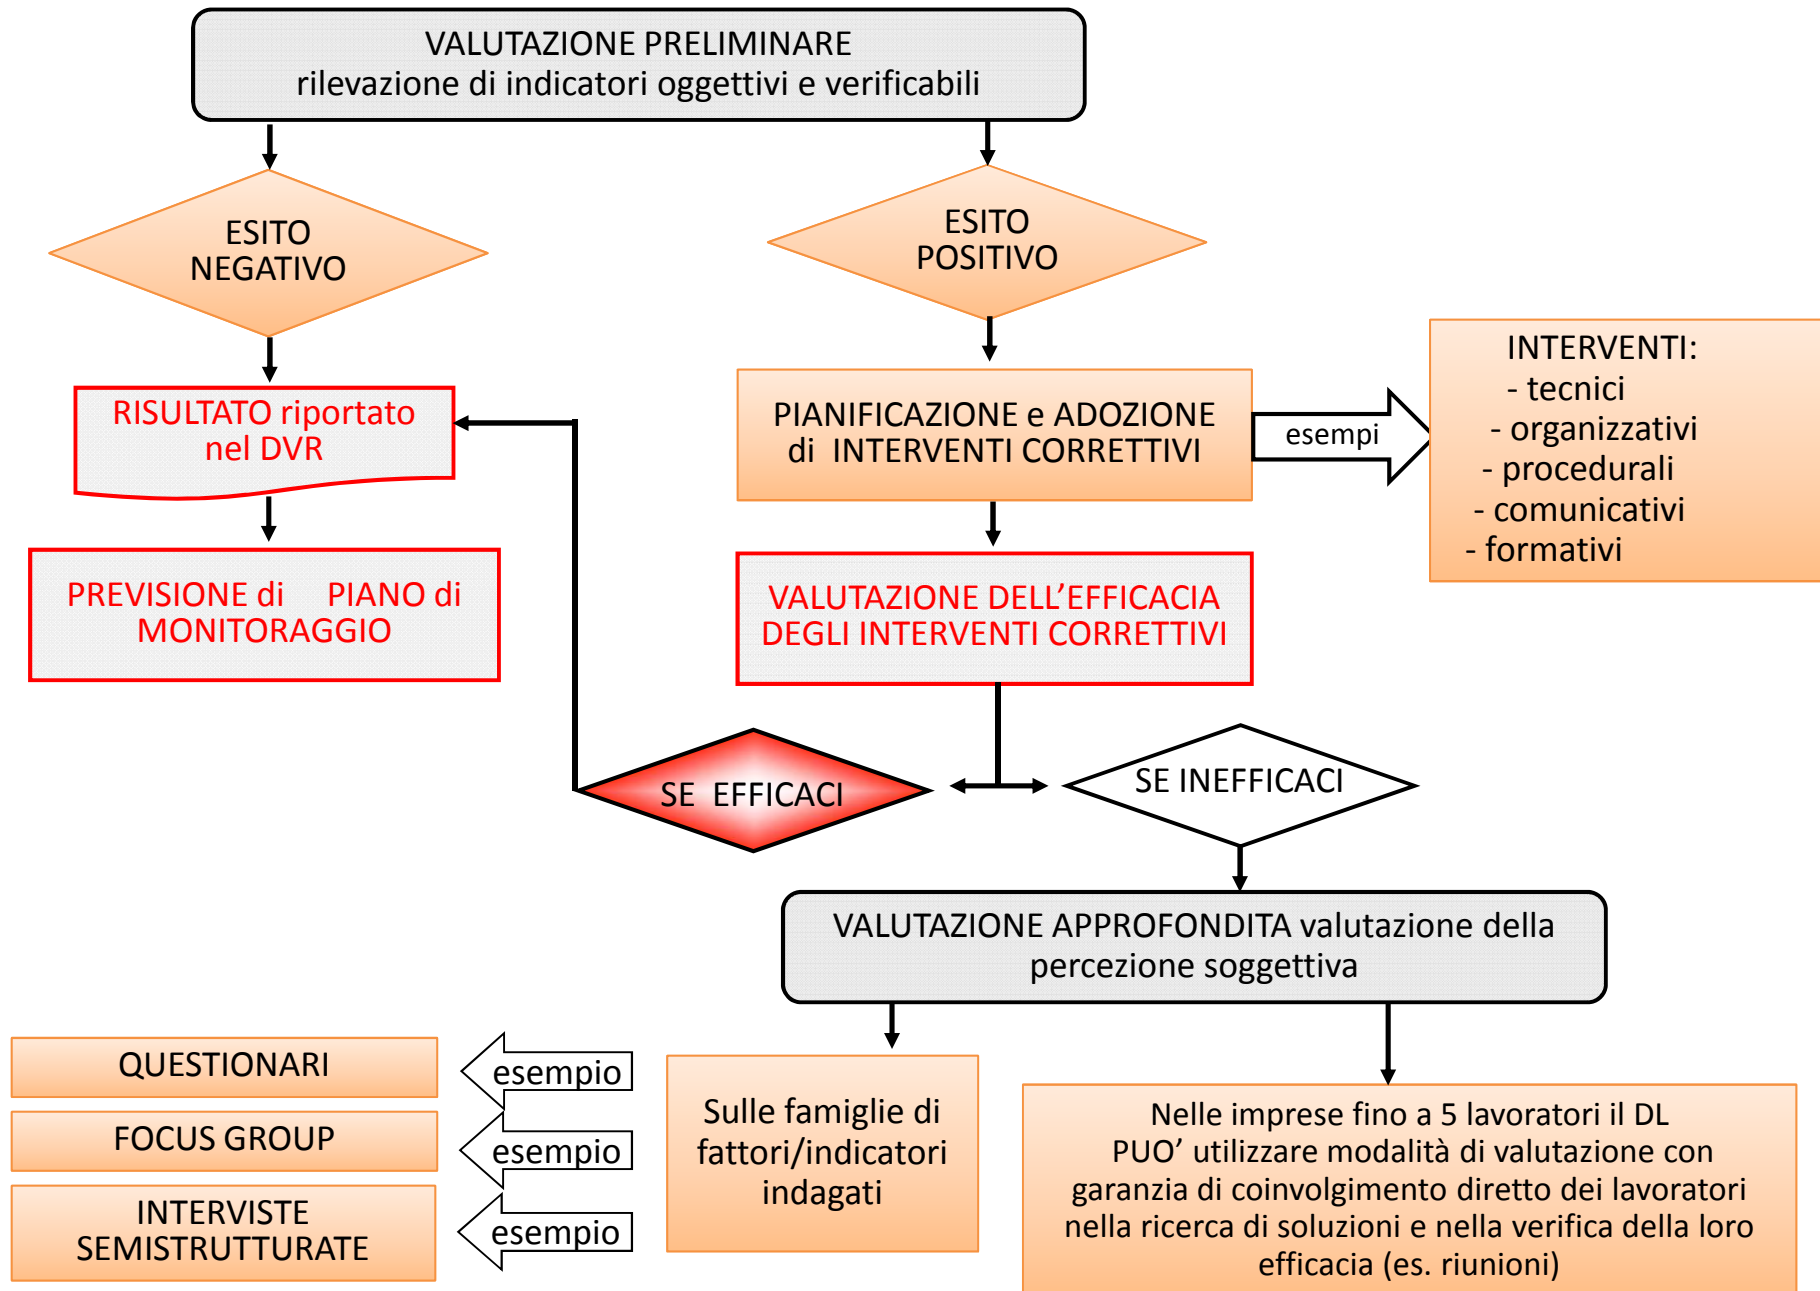 VALUTAZIONE PRELIMINARE
rilevazione di indicatori oggettivi e verificabili
ESITO
NEGATIVO
ESITO
POSITIVO
RISULTATO riportato
nel DVR
PIANIFICAZIONE e ADOZIONE
di INTERVENTI CORRETTIVI
esempi
INTERVENTI:
- tecnici
- organizzativi
- procedurali
- comunicativi
- formativi
PREVISIONE di PIANO di
MONITORAGGIO
VALUTAZIONE DELL’EFFICACIA
DEGLI INTERVENTI CORRETTIVI
SE EFFICACI
SE INEFFICACI
VALUTAZIONE APPROFONDITA valutazione della
percezione soggettiva
QUESTIONARI
esempio
FOCUS GROUP
esempio
INTERVISTE
SEMISTRUTTURATE
esempio
Sulle famiglie di
fattori/indicatori
indagati
Nelle imprese fino a 5 lavoratori il DL
PUO’ utilizzare modalità di valutazione con
garanzia di coinvolgimento diretto dei lavoratori
nella ricerca di soluzioni e nella verifica della loro
efficacia (es. riunioni)